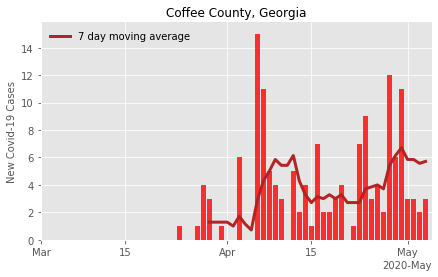 Coffee County, Georgia
7 day moving average
New Covid-19 Cases
14
12
10
8
6
4
2
0
Mar 15 Apr 15 May
2020-May